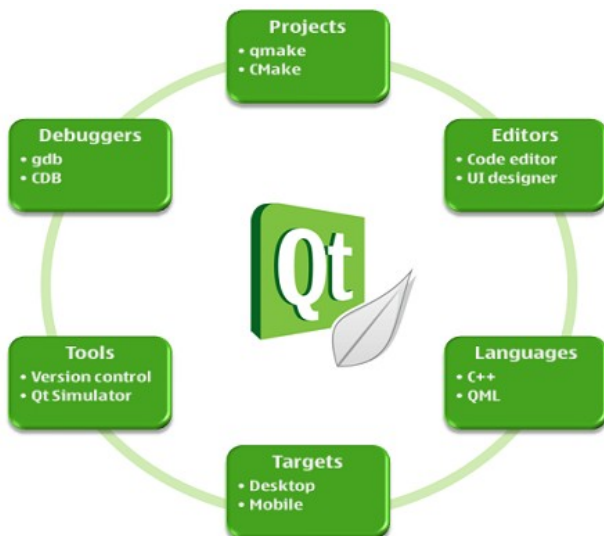 Projects
• qmake
• CMake
Debuggers
• gdb
• CDB
Editors
• Code editor
• UI designer
Qt
Tools
• Version control
• Qt Simulator
Languages
• C++
• QML
Targets
• Desktop
• Mobile